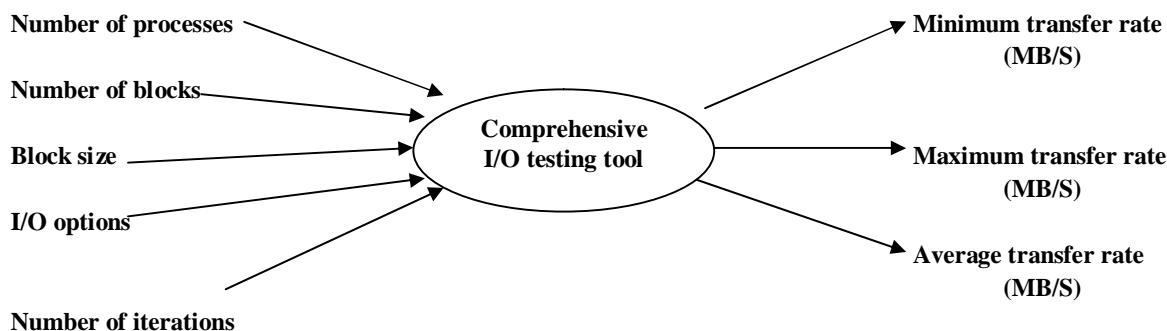 Number of processes
Number of blocks
Block size
I/O options
Number of iterations
Comprehensive
I/O testing tool
Minimum transfer rate
(MB/S)
Maximum transfer rate
(MB/S)
Average transfer rate
(MB/S)